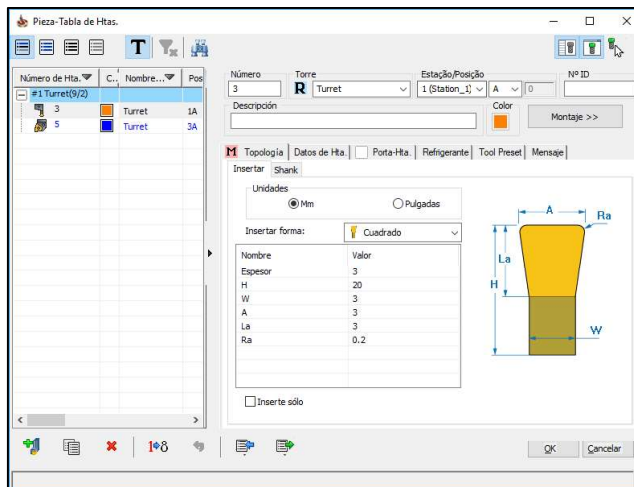 Pieza-Tabla de Htas.
T
Número de Hta. C.. Nombre... Pos
#1 Turret(9/2)
3 Turret 1A
5 Turret 3A
Número Torre Estação/Posição Nº ID
3 R Turret 1 (Station_1) A 0
Descripción Color
Montaje >>
M Topología Datos de Hta. Porta-Hta. Refrigerante Tool Preset Mensaje
Insertar Shank
Unidades
Mm Pulgadas
Insertar forma: Cuadrado
Nombre Valor
Espesor 3
H 20
W 3
A 3
La 3
Ra 0.2
Inserte sólo
A
Ra
La
H
W
1 8
OK Cancelar